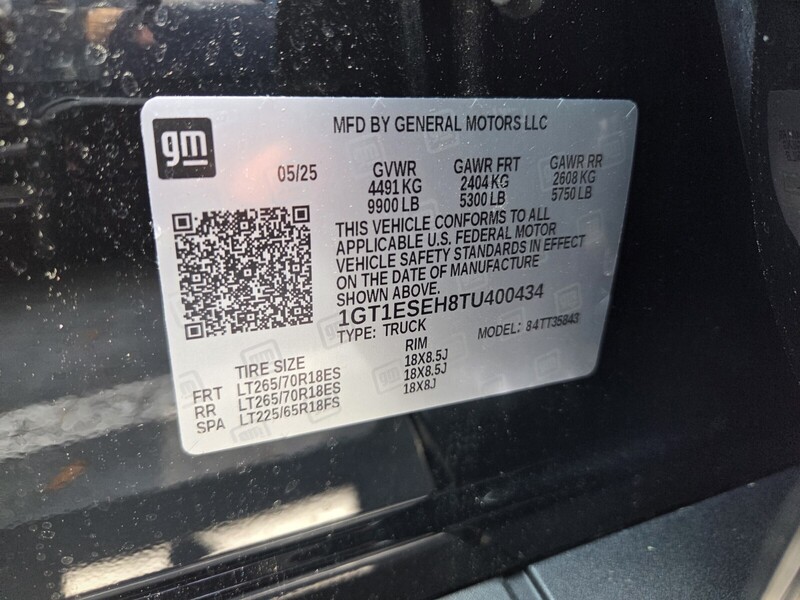 gm
MFD BY GENERAL MOTORS LLC
05/25
GVWR GAWR FRT GAWR RR
4491 KG 2404 KG 2608 KG
9900 LB 5300 LB 5750 LB
THIS VEHICLE CONFORMS TO ALL
APPLICABLE U.S. FEDERAL MOTOR
VEHICLE SAFETY STANDARDS IN EFFECT
ON THE DATE OF MANUFACTURE
SHOWN ABOVE.
1GT1ESEH8TU400434
TYPE: TRUCK MODEL: 84TT35843
TIRE SIZE RIM
FRT LT265/70R18ES 18X8.5J
RR LT265/70R18ES 18X8.5J
SPA LT225/65R18FS 18X8J